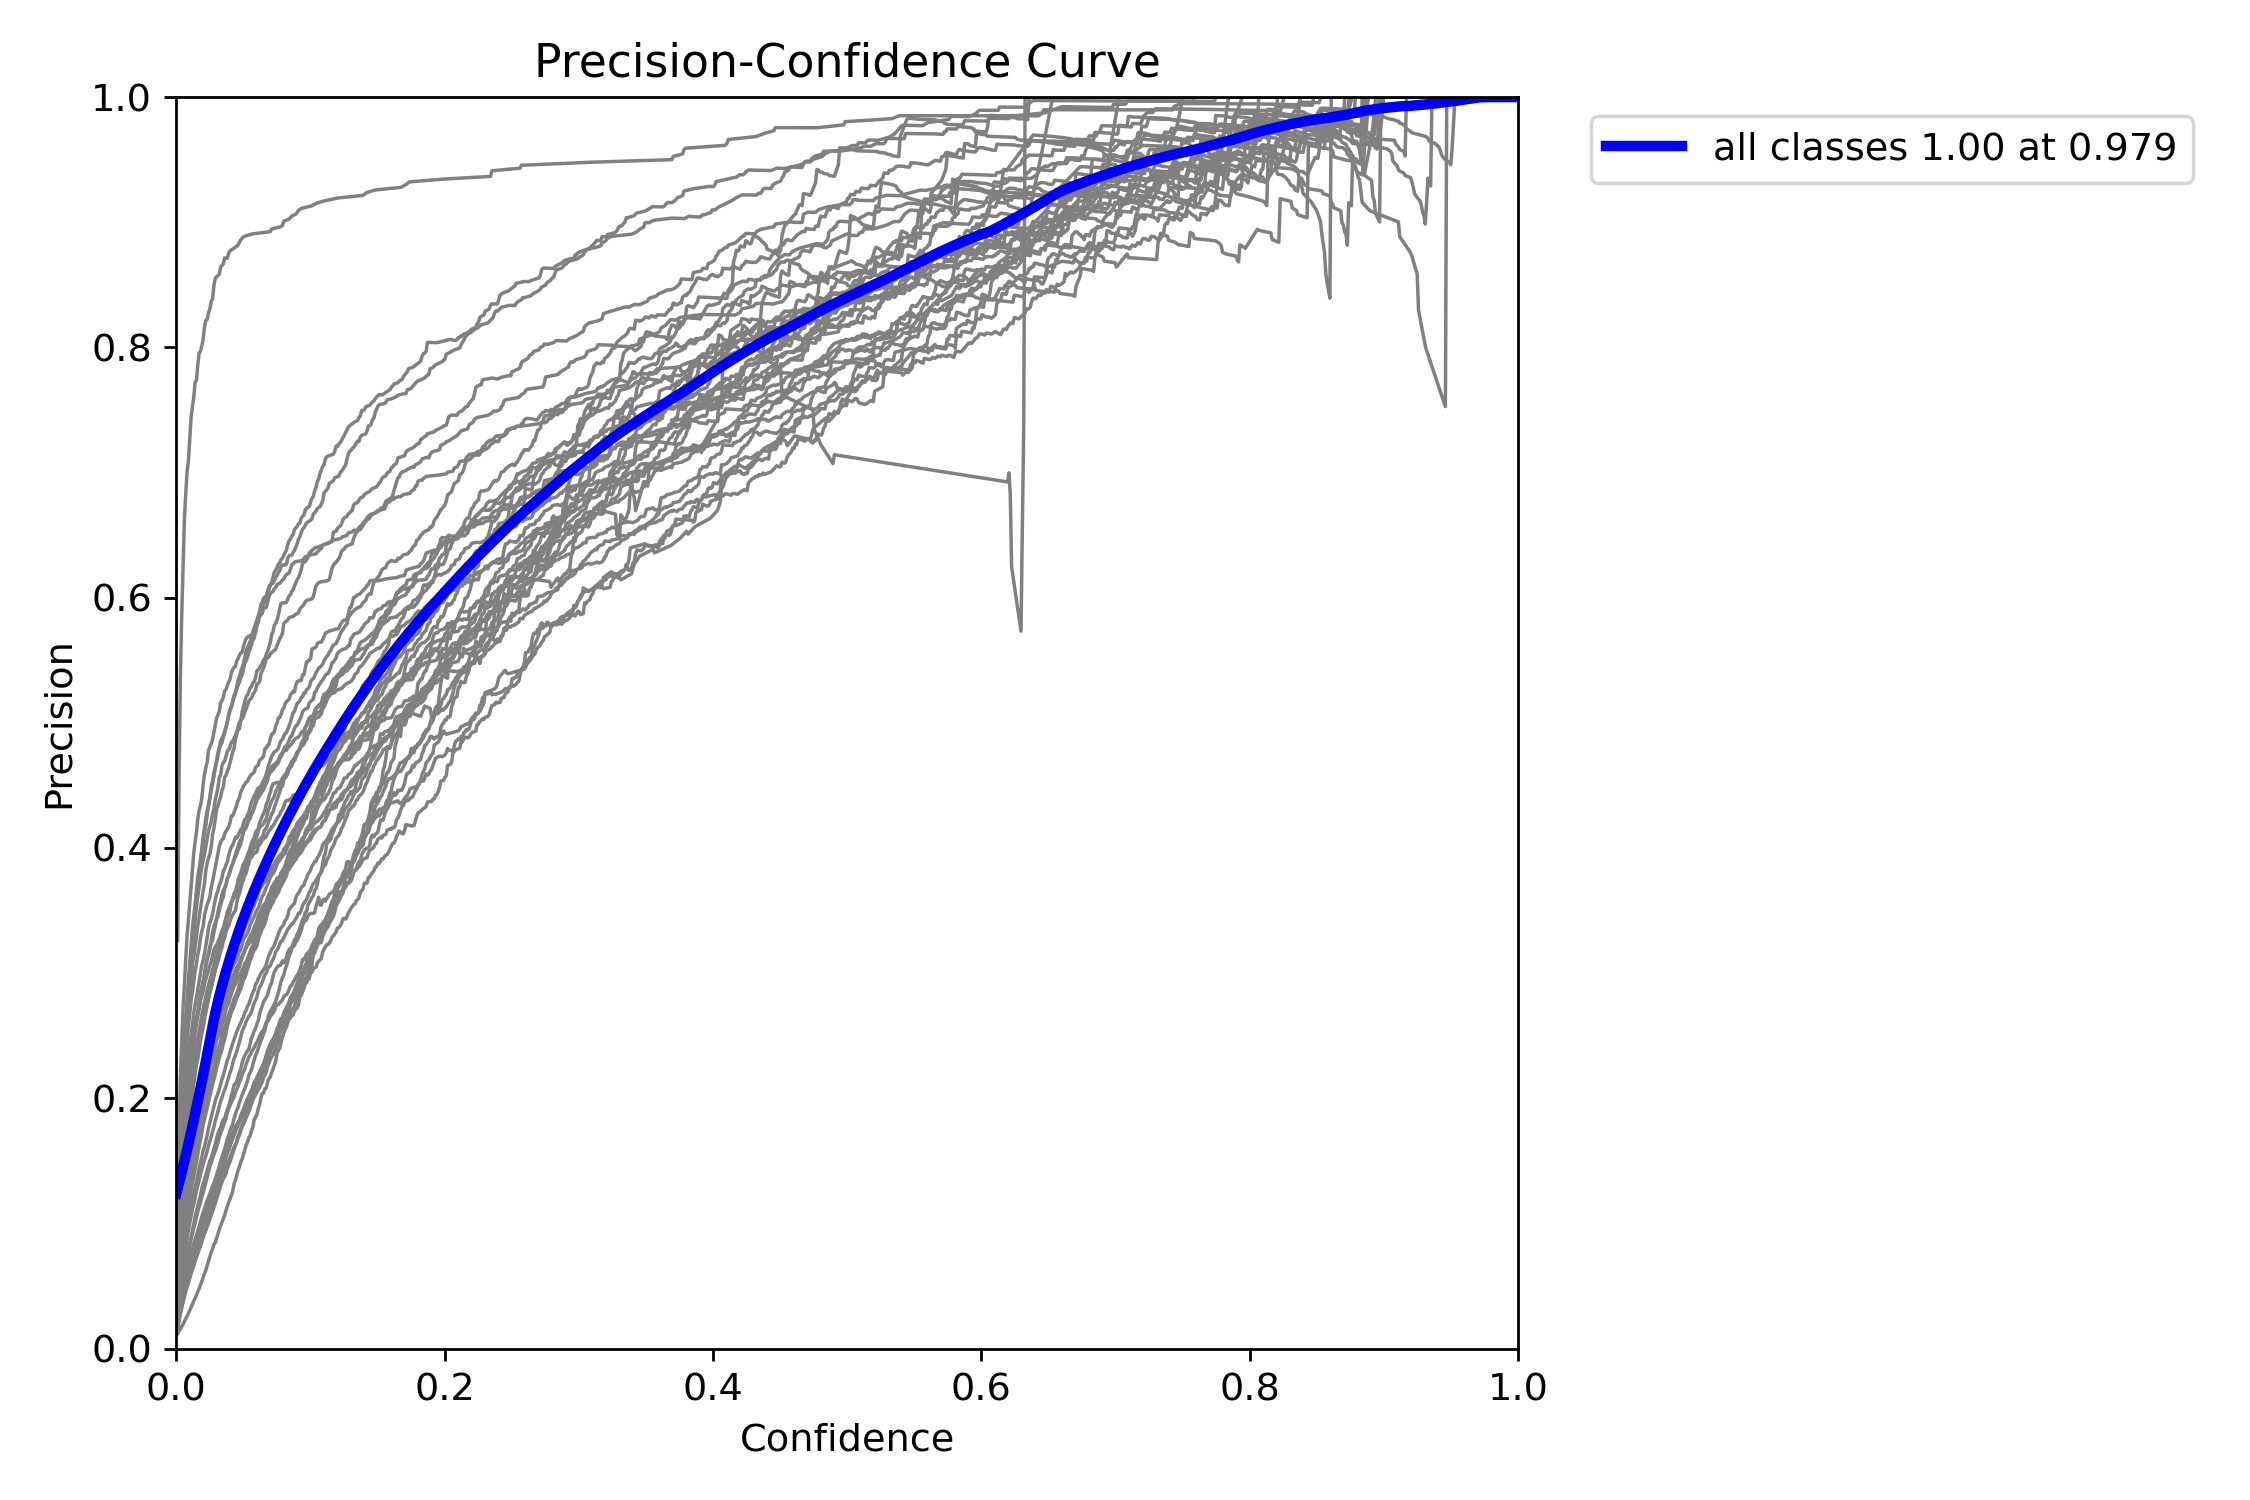 Precision-Confidence Curve
all classes 1.00 at 0.979
Precision
1.0
0.8
0.6
0.4
0.2
0.0
0.0 0.2 0.4 0.6 0.8 1.0
Confidence